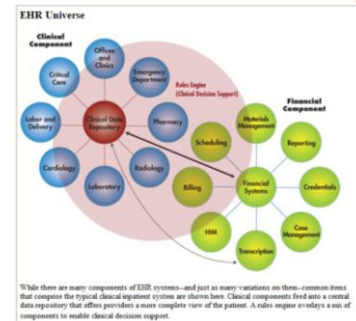 EHR Universe
Clinical
Component
Offices
and
Clinics
Critical
Care
Emergency
Department
Rules Engine
(Clinical Decision Support)
Financial
Component
Labor and
Delivery
Clinical Data
Repository
Pharmacy
Materials
Management
Scheduling
Reporting
Cardiology
Radiology
Laboratory
Billing
Financial
Systems
Credentials
HIM
Case
Management
Transcription
While there are many components of EHR systems--and just as many variations on them--common items
that comprise the typical clinical inpatient system are shown here. Clinical components feed into a central
data repository that offers providers a more complete view of the patient. A rules engine overlays a mix of
components to enable clinical decision support.